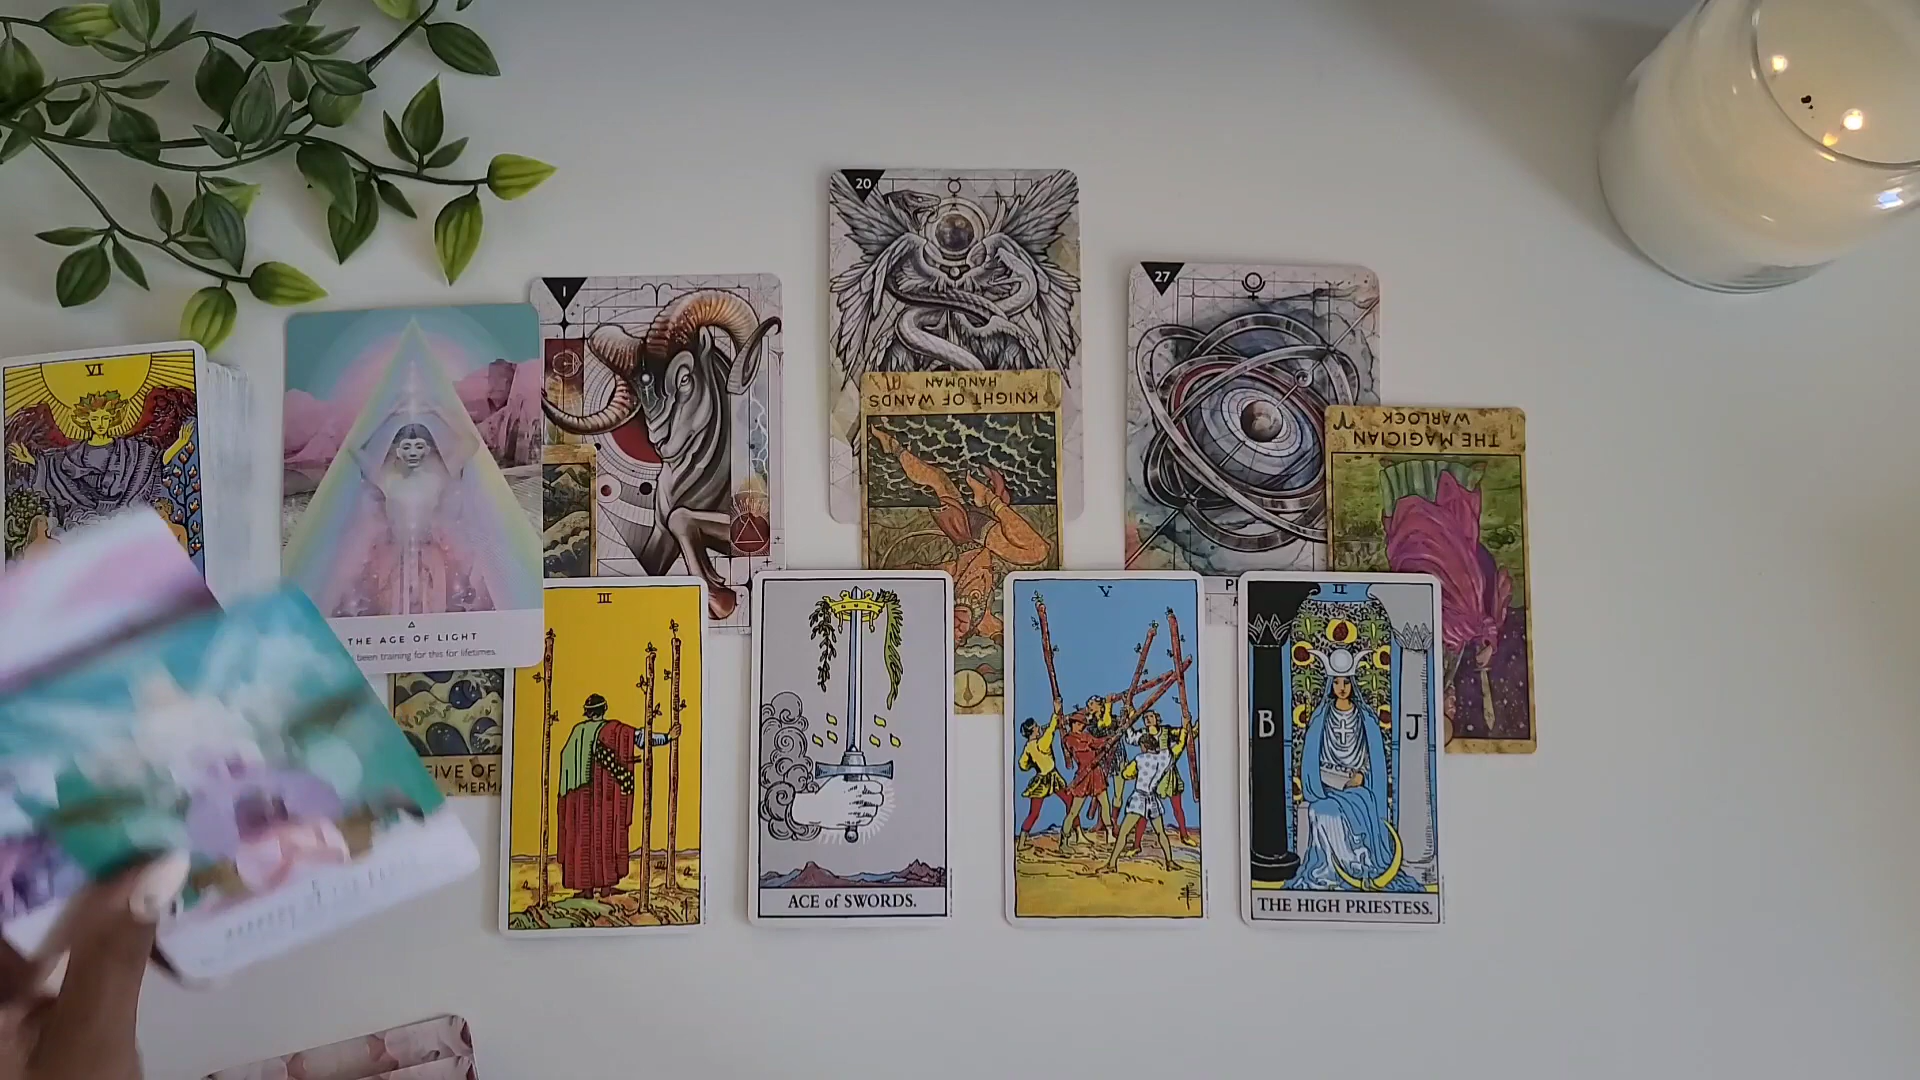 VI
THE AGE OF LIGHT
been training for this for lifetimes.
I
20
KNIGHT OF WANDS
HANUMAN
27
THE MAGICIAN
WARLOCK
FIVE OF
III
ACE of SWORDS.
V
II
B
J
THE HIGH PRIESTESS.